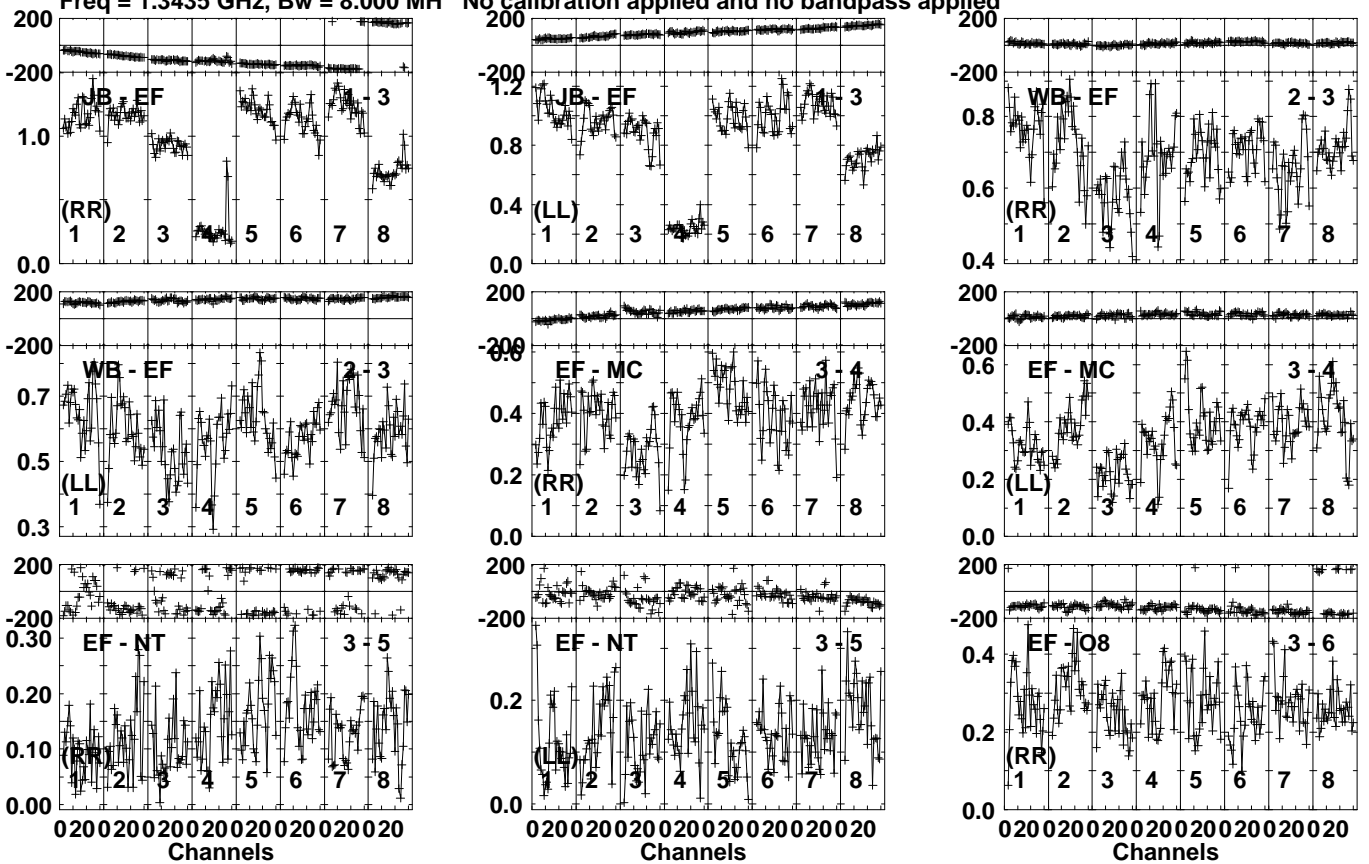 Freq = 1.3435 GHz, Bw = 8.000 MH No calibration applied and no bandpass applied
200
-200
JB - EF 1 - 3
1.0
0.0
(RR)
1 2 3 4 5 6 7 8
200
-200
1.2
JB - EF 1 - 3
0.8
0.4
0.0
(LL)
1 2 3 4 5 6 7 8
200
-200
WB - EF 2 - 3
0.8
0.6
0.4
(RR)
1 2 3 4 5 6 7 8
200
-200
WB - EF 2 - 3
0.7
0.5
0.3
(LL)
1 2 3 4 5 6 7 8
200
-200
0.6
EF - MC 3 - 4
0.4
0.2
0.0
(RR)
1 2 3 4 5 6 7 8
200
-200
0.6
EF - MC 3 - 4
0.4
0.2
0.0
(LL)
1 2 3 4 5 6 7 8
200
-200
0.30
EF - NT 3 - 5
0.20
0.10
0.00
(RR)
1 2 3 4 5 6 7 8
0 20 0 20 0 20 0 20 0 20 0 20 0 20 0 20
Channels
200
-200
EF - NT 3 - 5
0.2
0.0
(LL)
1 2 3 4 5 6 7 8
0 20 0 20 0 20 0 20 0 20 0 20 0 20 0 20
Channels
200
-200
EF - O8 3 - 6
0.4
0.2
0.0
(RR)
1 2 3 4 5 6 7 8
0 20 0 20 0 20 0 20 0 20 0 20 0 20 0 20
Channels